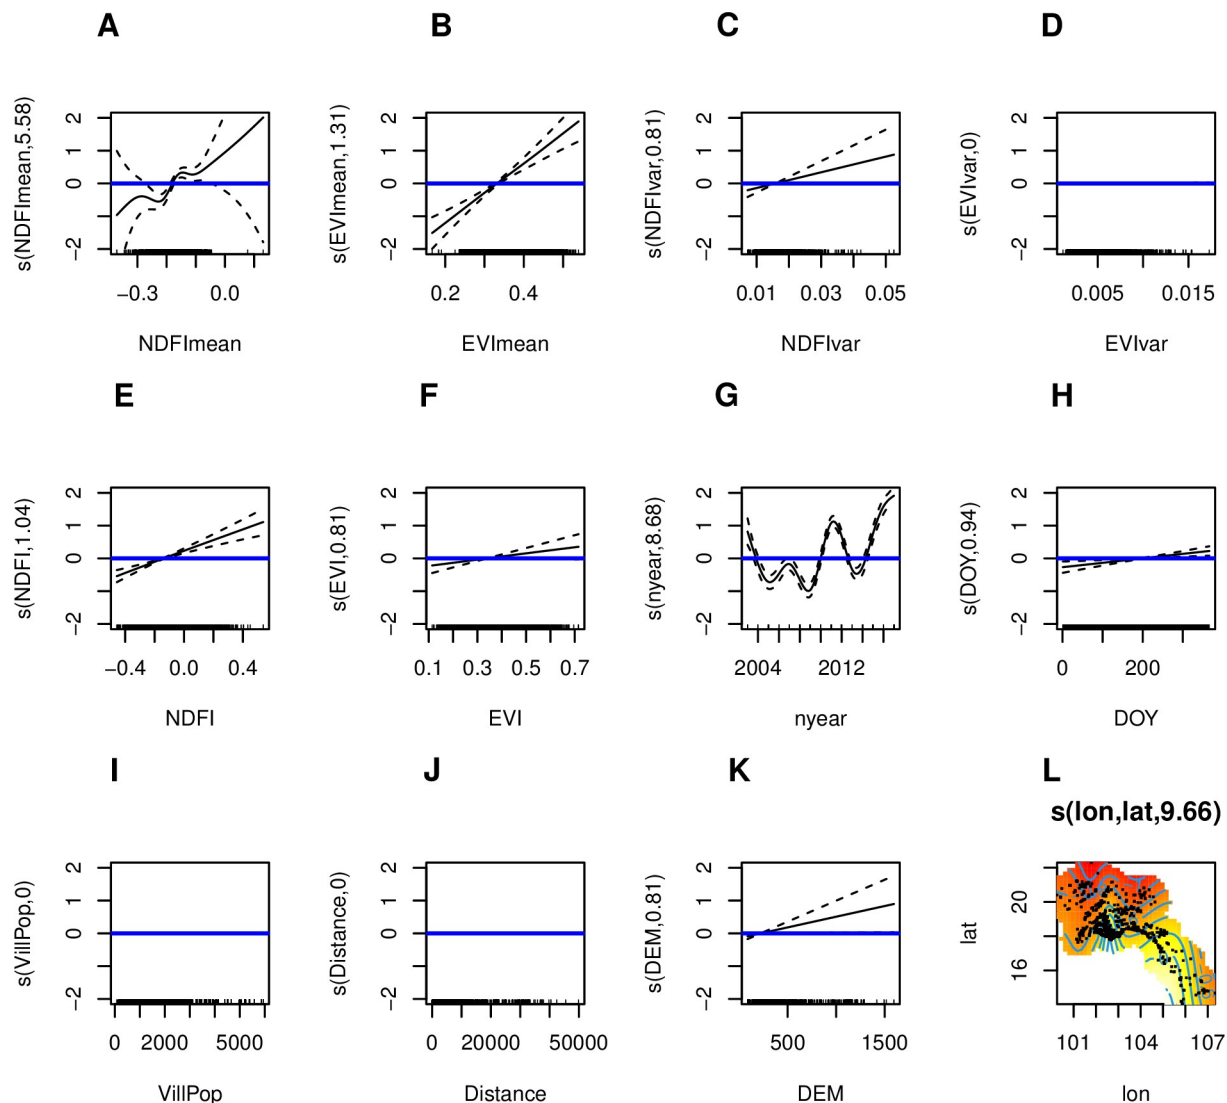 A B C D
s(NDFImean,5.58)
2
1
0
−2
−0.3 0.0
NDFImean
s(EVImean,1.31)
2
1
0
−2
0.2 0.4
EVImean
s(NDFIvar,0.81)
2
1
0
−2
0.01 0.03 0.05
NDFIvar
s(EVIvar,0)
2
1
0
−2
0.005 0.015
EVIvar
E F G H
s(NDFI,1.04)
2
1
0
−2
−0.4 0.0 0.4
NDFI
s(EVI,0.81)
2
1
0
−2
0.1 0.3 0.5 0.7
EVI
s(nyear,8.68)
2
1
0
−2
2004 2012
nyear
s(DOY,0.94)
2
1
0
−2
0 200
DOY
I J K L
s(VillPop,0)
2
1
0
−2
0 2000 5000
VillPop
s(Distance,0)
2
1
0
−2
0 20000 50000
Distance
s(DEM,0.81)
2
1
0
−2
500 1500
DEM
s(lon,lat,9.66)
lat
20
16
101 104 107
lon